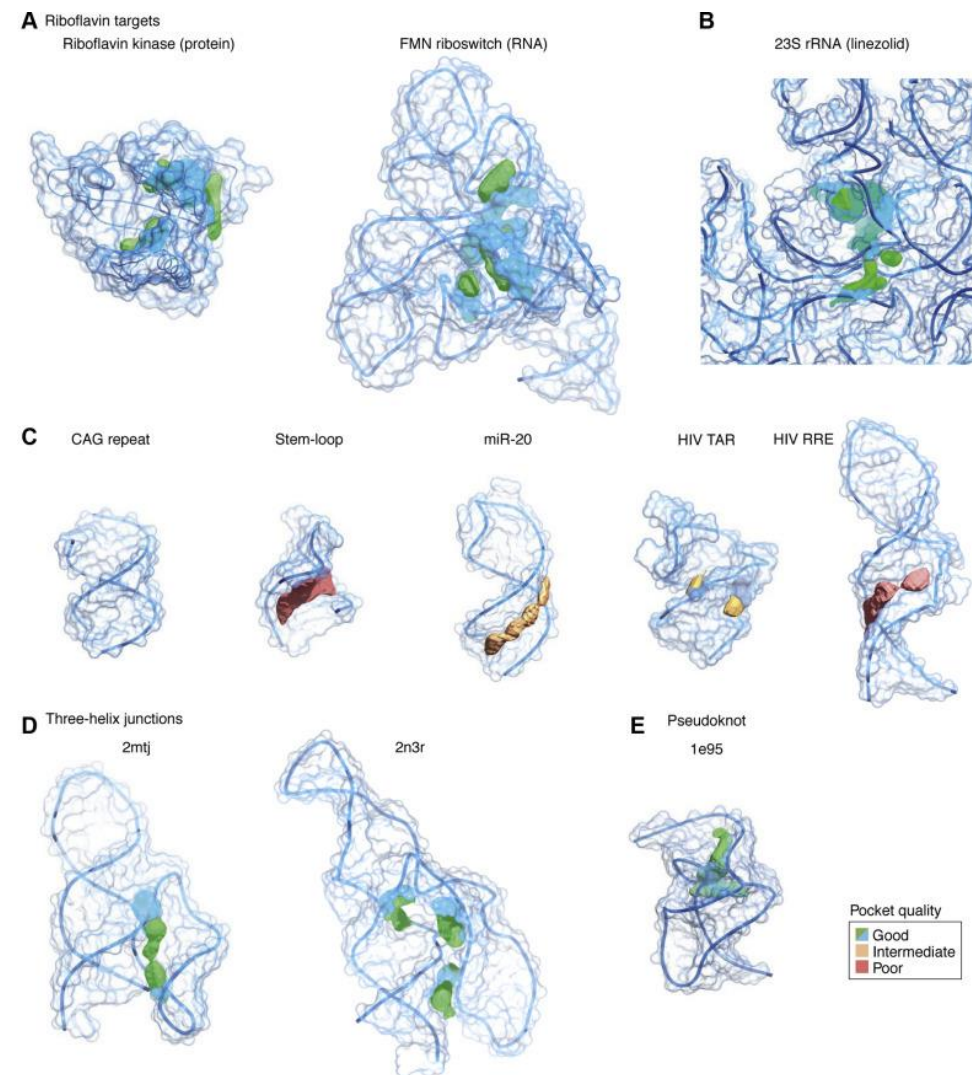 A Riboflavin targets
Riboflavin kinase (protein)
FMN riboswitch (RNA)
B
23S rRNA (linezolid)
C
CAG repeat
Stem-loop
miR-20
HIV TAR
HIV RRE
D Three-helix junctions
2mtj
2n3r
E Pseudoknot
1e95
Pocket quality
Good
Intermediate
Poor